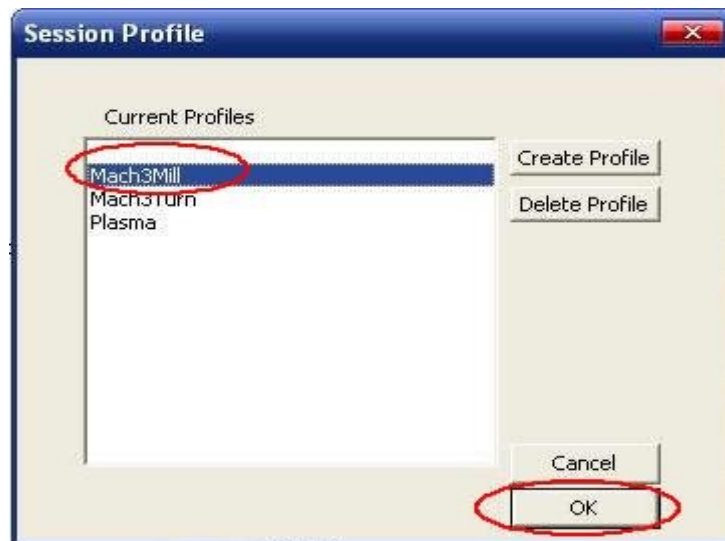 Session Profile
Current Profiles
Mach3Mill
Mach3Turn
Plasma
Create Profile
Delete Profile
Cancel
OK